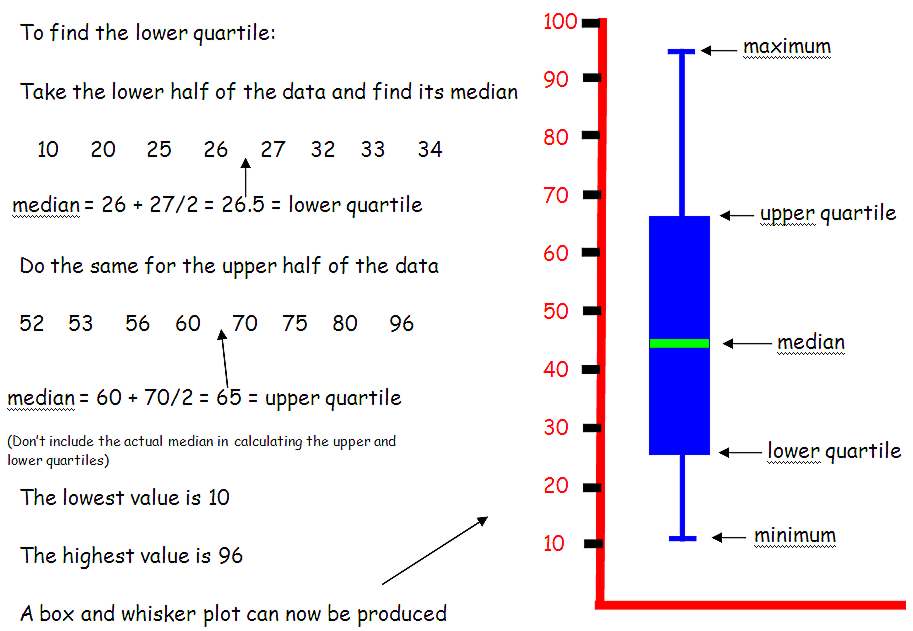 To find the lower quartile:
Take the lower half of the data and find its median
10 20 25 26 27 32 33 34
median = 26 + 27/2 = 26.5 = lower quartile
Do the same for the upper half of the data
52 53 56 60 70 75 80 96
median = 60 + 70/2 = 65 = upper quartile
(Don't include the actual median in calculating the upper and
lower quartiles)
The lowest value is 10
The highest value is 96
A box and whisker plot can now be produced
100
90
80
70
60
50
40
30
20
10
maximum
upper quartile
median
lower quartile
minimum